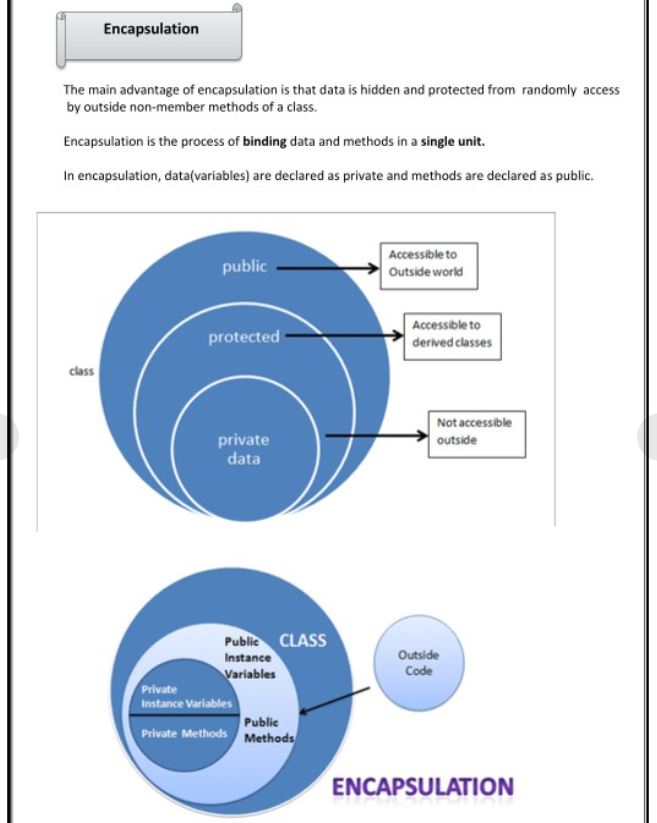 Encapsulation
The main advantage of encapsulation is that data is hidden and protected from randomly access
by outside non-member methods of a class.
Encapsulation is the process of binding data and methods in a single unit.
In encapsulation, data(variables) are declared as private and methods are declared as public.
public
Accessible to
Outside world
protected
Accessible to
derived classes
class
private
data
Not accessible
outside
Public
Instance
Variables
CLASS
Outside
Code
Private
Instance Variables
Private Methods
Public
Methods
ENCAPSULATION